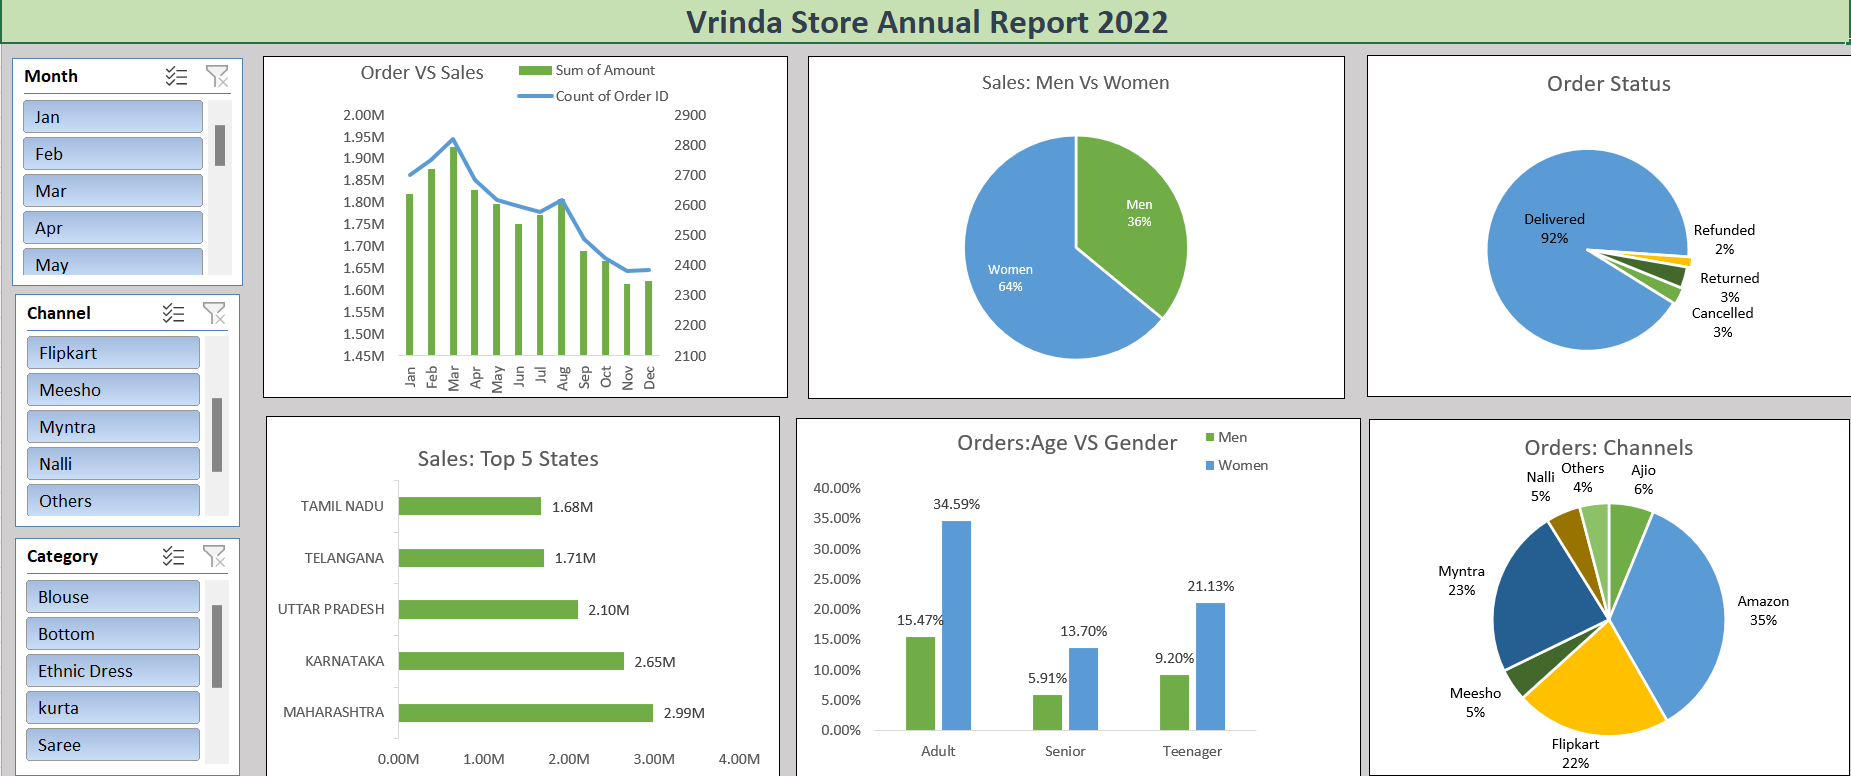 Vrinda Store Annual Report 2022
Month
Jan
Feb
Mar
Apr
May
Channel
Flipkart
Meesho
Myntra
Nalli
Others
Category
Blouse
Bottom
Ethnic Dress
kurta
Saree
Order VS Sales
Sum of Amount
Count of Order ID
2.00M
1.95M
1.90M
1.85M
1.80M
1.75M
1.70M
1.65M
1.60M
1.55M
1.50M
1.45M
2900
2800
2700
2600
2500
2400
2300
2200
2100
Jan
Feb
Mar
Apr
May
Jun
Jul
Aug
Sep
Oct
Nov
Dec
Sales: Men Vs Women
Men
36%
Women
64%
Order Status
Delivered
92%
Refunded
2%
Returned
3%
Cancelled
3%
Sales: Top 5 States
TAMIL NADU 1.68M
TELANGANA 1.71M
UTTAR PRADESH 2.10M
KARNATAKA 2.65M
MAHARASHTRA 2.99M
0.00M 1.00M 2.00M 3.00M 4.00M
Orders:Age VS Gender
Men
Women
40.00%
35.00%
30.00%
25.00%
20.00%
15.00%
10.00%
5.00%
0.00%
15.47%
34.59%
5.91%
13.70%
9.20%
21.13%
Adult Senior Teenager
Orders: Channels
Nalli
5%
Others
4%
Ajio
6%
Myntra
23%
Amazon
35%
Meesho
5%
Flipkart
22%